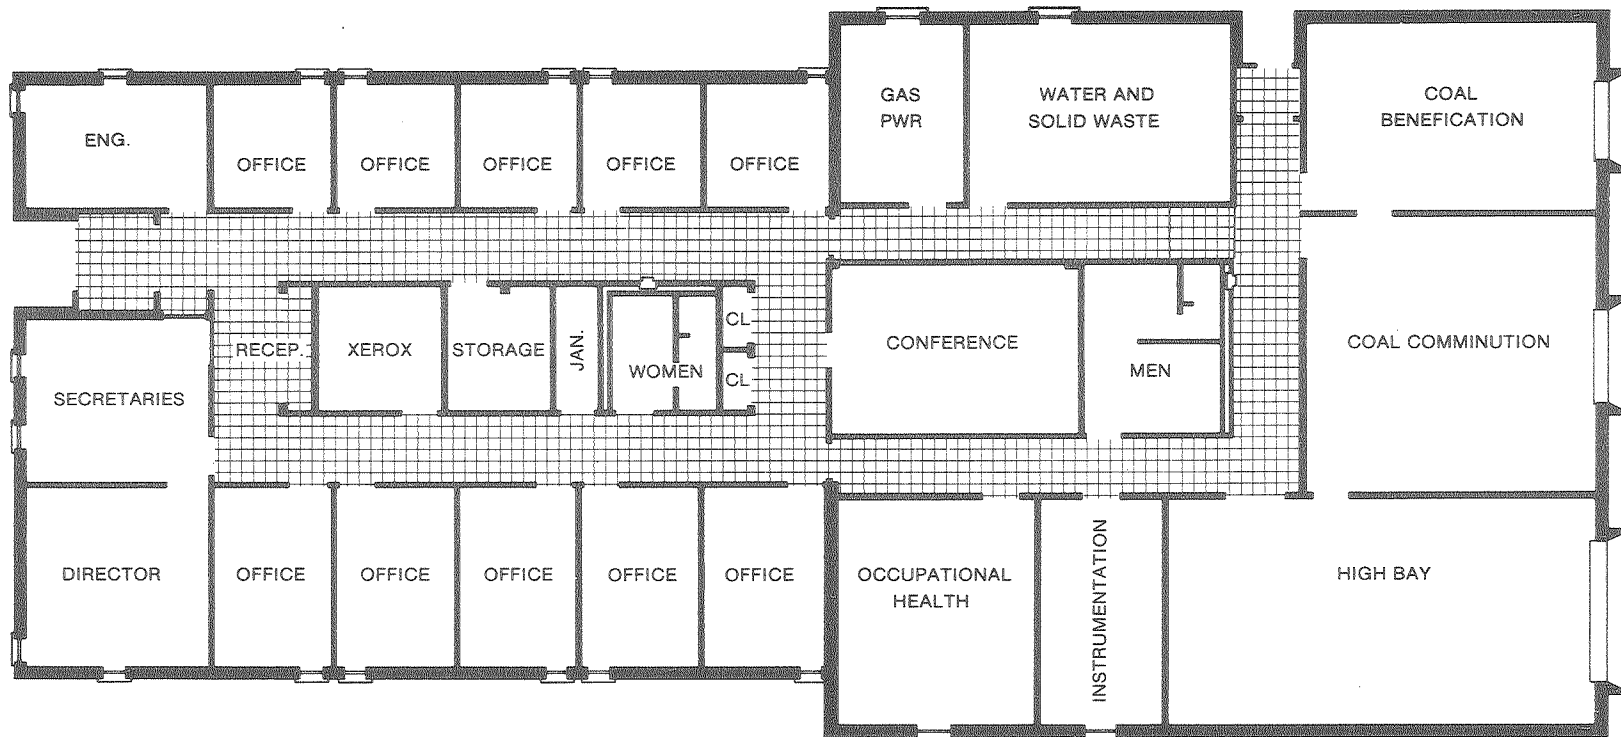 GAS
PWR
WATER AND
SOLID WASTE
COAL
BENEFICATION
ENG.
OFFICE
OFFICE
OFFICE
OFFICE
OFFICE
RECEP.
XEROX
STORAGE
JAN.
WOMEN
CL
CL
CONFERENCE
MEN
COAL COMMINUTION
SECRETARIES
DIRECTOR
OFFICE
OFFICE
OFFICE
OFFICE
OFFICE
OCCUPATIONAL
HEALTH
INSTRUMENTATION
HIGH BAY